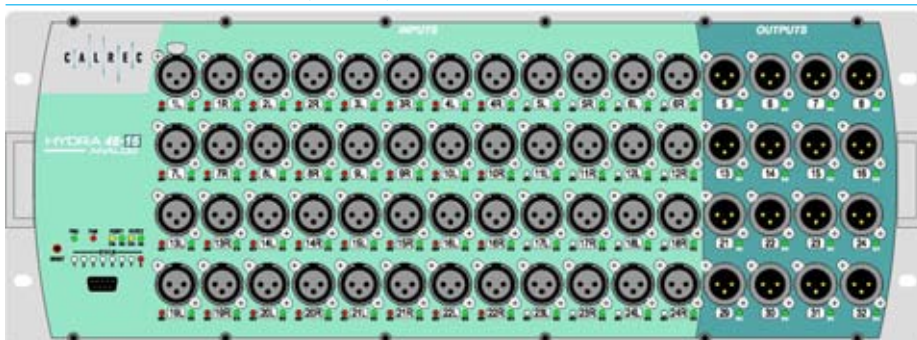 INPUTS OUTPUTS
CALREC
1L 1R 2L 2R 3L 3R 4L 4R 5L 5R 6L 6R 5 6 7 8
HYDRA 48-16
ANALOG
7L 7R 8L 8R 9L 9R 10L 10R 11L 11R 12L 12R 13 14 15 16
13L 13R 14L 14R 15L 15R 16L 16R 17L 17R 18L 18R 21 22 23 24
RESET
19L 19R 20L 20R 21L 21R 22L 22R 23L 23R 24L 24R 29 30 31 32